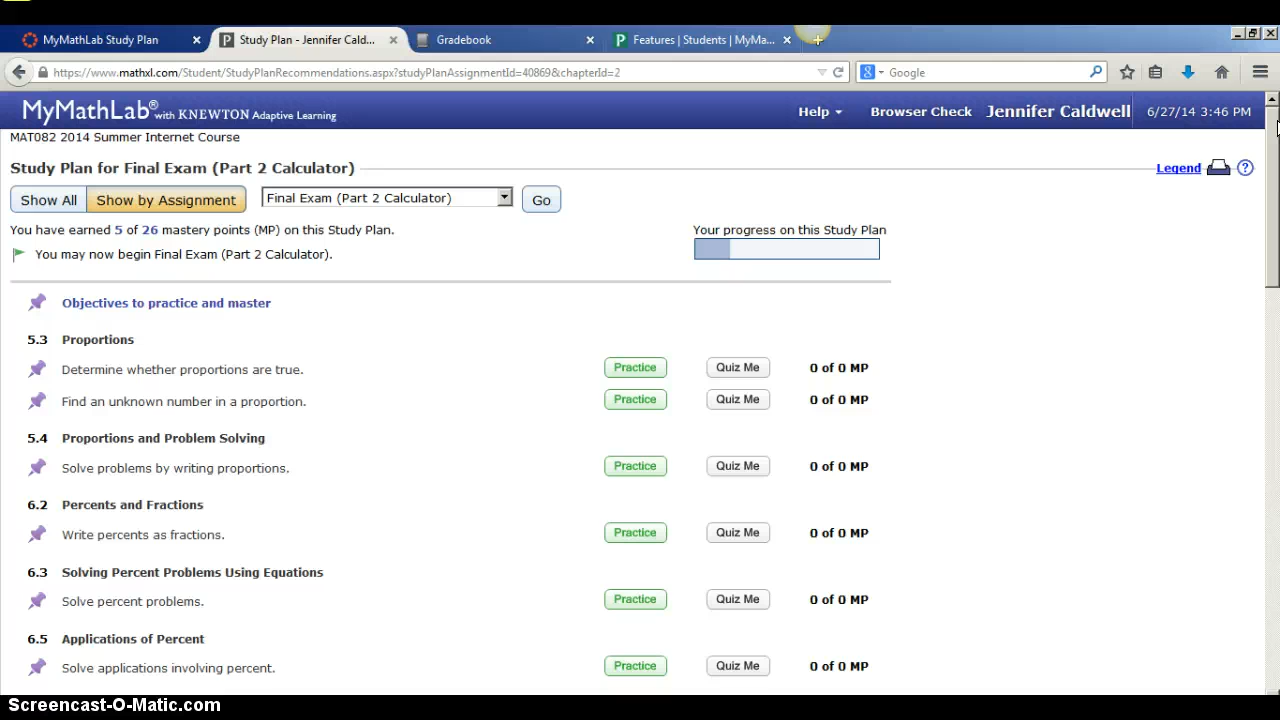 MyMathLab Study Plan × Study Plan - Jennifer Cald... × Gradebook × Features | Students | MyMa... ×
https://www.mathxl.com/Student/StudyPlanRecommendations.aspx?studyPlanAssignmentId=40869&chapterId=2 Google
MyMathLab® with KNEWTON Adaptive Learning Help Browser Check Jennifer Caldwell 6/27/14 3:46 PM
MAT082 2014 Summer Internet Course
Study Plan for Final Exam (Part 2 Calculator) Legend ?
Show All Show by Assignment Final Exam (Part 2 Calculator) Go
You have earned 5 of 26 mastery points (MP) on this Study Plan. Your progress on this Study Plan
You may now begin Final Exam (Part 2 Calculator).
Objectives to practice and master
5.3 Proportions
Determine whether proportions are true. Practice Quiz Me 0 of 0 MP
Find an unknown number in a proportion. Practice Quiz Me 0 of 0 MP
5.4 Proportions and Problem Solving
Solve problems by writing proportions. Practice Quiz Me 0 of 0 MP
6.2 Percents and Fractions
Write percents as fractions. Practice Quiz Me 0 of 0 MP
6.3 Solving Percent Problems Using Equations
Solve percent problems. Practice Quiz Me 0 of 0 MP
6.5 Applications of Percent
Solve applications involving percent. Practice Quiz Me 0 of 0 MP
Screencast-O-Matic.com